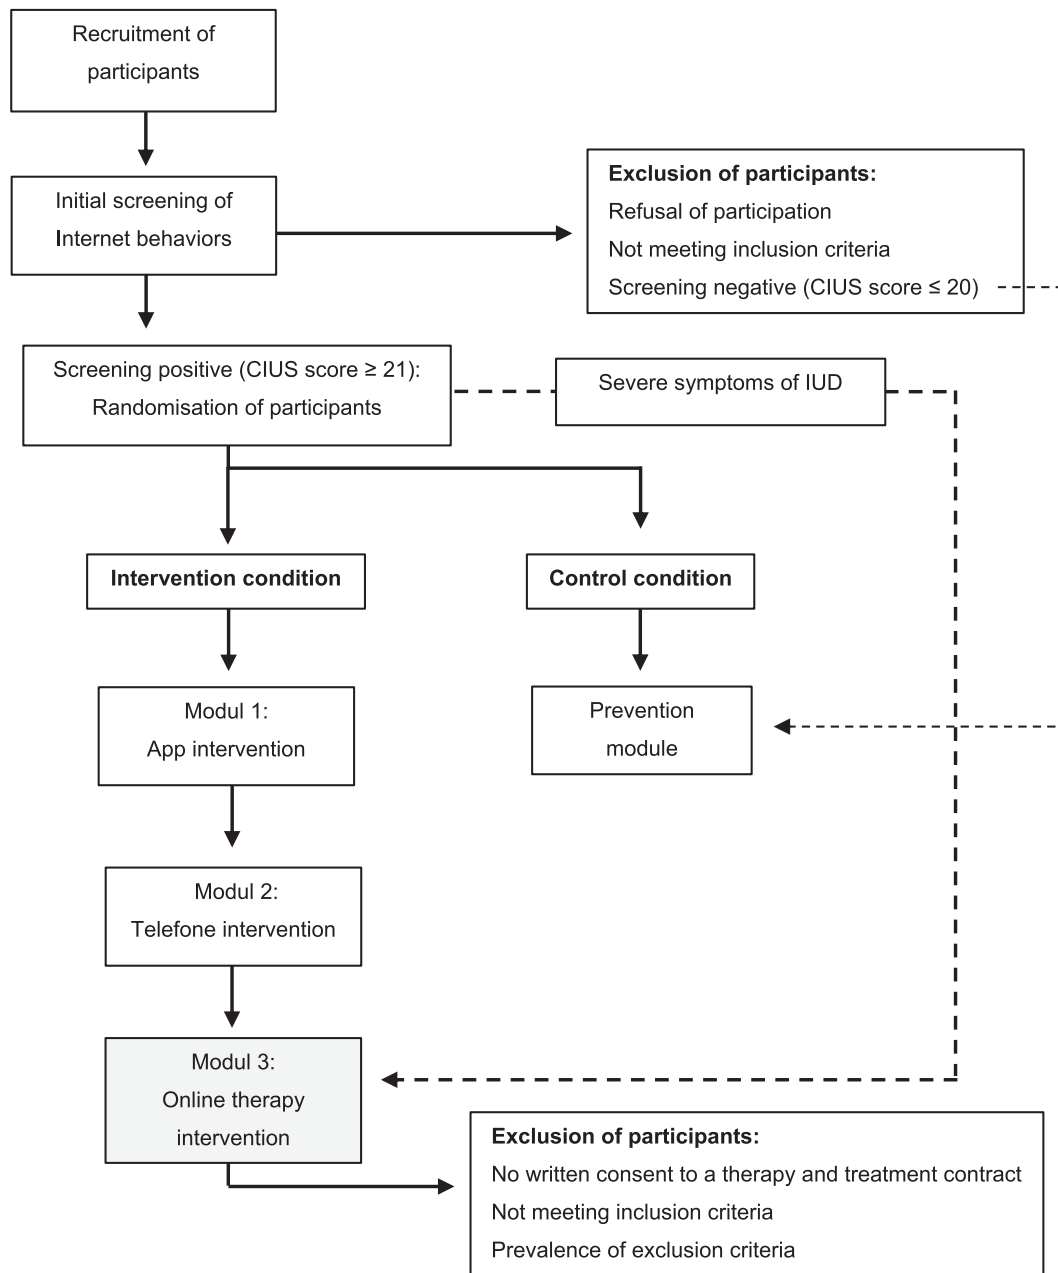 Recruitment of
participants
Initial screening of
Internet behaviors
Exclusion of participants:
Refusal of participation
Not meeting inclusion criteria
Screening negative (CIUS score ≤ 20)
Screening positive (CIUS score ≥ 21):
Randomisation of participants
Severe symptoms of IUD
Intervention condition
Control condition
Modul 1:
App intervention
Prevention
module
Modul 2:
Telefone intervention
Modul 3:
Online therapy
intervention
Exclusion of participants:
No written consent to a therapy and treatment contract
Not meeting inclusion criteria
Prevalence of exclusion criteria